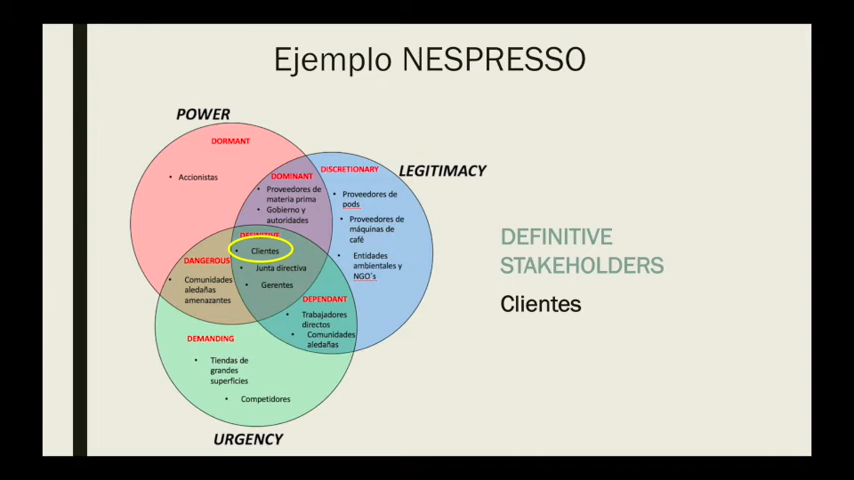 Ejemplo NESPRESSO
POWER
DORMANT
• Accionistas
DISCRETIONARY
LEGITIMACY
DOMINANT
• Proveedores de
materia prima
• Gobierno y
autoridades
• Proveedores de
pods
• Proveedores de
máquinas de
café
• Entidades
ambientales y
NGO´s
DEFINITIVE
• Clientes
• Junta directiva
• Gerentes
DANGEROUS
• Comunidades
aledañas
amenazantes
DEPENDANT
• Trabajadores
directos
• Comunidades
aledañas
DEMANDING
• Tiendas de
grandes
superficies
• Competidores
URGENCY
DEFINITIVE
STAKEHOLDERS
Clientes